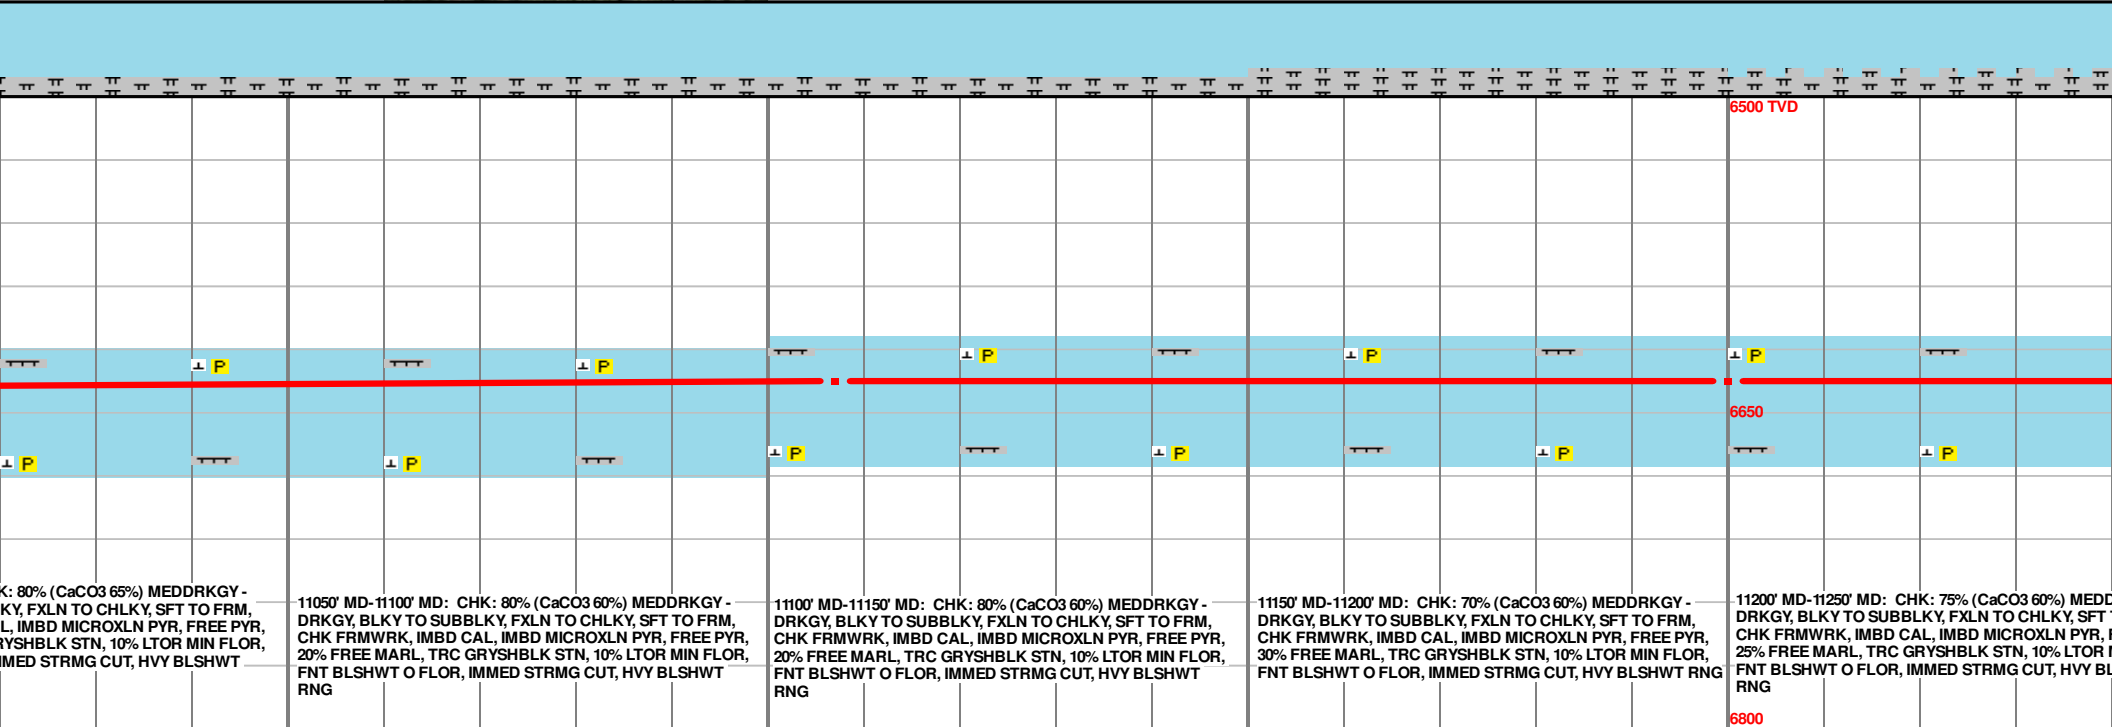 6500 TVD
P
P
P
P
P
P
P
P
P
P
P
P
6650
K: 80% (CaCO3 65%) MEDDRKGY -
KY, FXLN TO CHLKY, SFT TO FRM,
L, IMBD MICROXLN PYR, FREE PYR,
RYSHBLK STN, 10% LTOR MIN FLOR,
MMED STRMG CUT, HVY BLSHWT
11050' MD-11100' MD: CHK: 80% (CaCO3 60%) MEDDRKGY -
DRKGY, BLKY TO SUBBLKY, FXLN TO CHLKY, SFT TO FRM,
CHK FRMWRK, IMBD CAL, IMBD MICROXLN PYR, FREE PYR,
20% FREE MARL, TRC GRYSHBLK STN, 10% LTOR MIN FLOR,
FNT BLSHWT O FLOR, IMMED STRMG CUT, HVY BLSHWT
RNG
11100' MD-11150' MD: CHK: 80% (CaCO3 60%) MEDDRKGY -
DRKGY, BLKY TO SUBBLKY, FXLN TO CHLKY, SFT TO FRM,
CHK FRMWRK, IMBD CAL, IMBD MICROXLN PYR, FREE PYR,
20% FREE MARL, TRC GRYSHBLK STN, 10% LTOR MIN FLOR,
FNT BLSHWT O FLOR, IMMED STRMG CUT, HVY BLSHWT
RNG
11150' MD-11200' MD: CHK: 70% (CaCO3 60%) MEDDRKGY -
DRKGY, BLKY TO SUBBLKY, FXLN TO CHLKY, SFT TO FRM,
CHK FRMWRK, IMBD CAL, IMBD MICROXLN PYR, FREE PYR,
30% FREE MARL, TRC GRYSHBLK STN, 10% LTOR MIN FLOR,
FNT BLSHWT O FLOR, IMMED STRMG CUT, HVY BLSHWT RNG
11200' MD-11250' MD: CHK: 75% (CaCO3 60%) MEDD
DRKGY, BLKY TO SUBBLKY, FXLN TO CHLKY, SFT
CHK FRMWRK, IMBD CAL, IMBD MICROXLN PYR,
25% FREE MARL, TRC GRYSHBLK STN, 10% LTOR
FNT BLSHWT O FLOR, IMMED STRMG CUT, HVY BL
RNG
6800